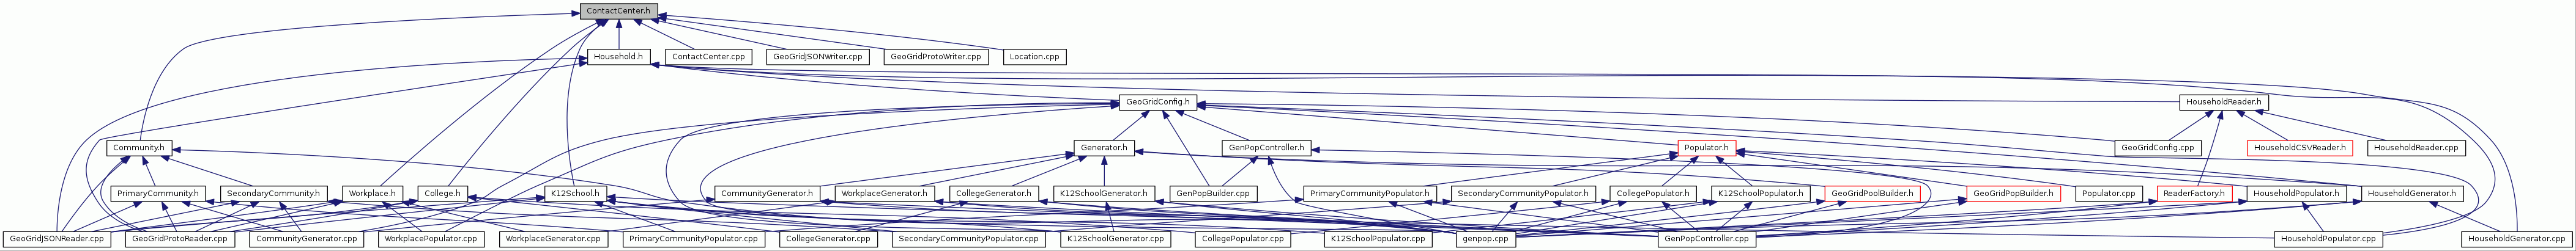 ContactCenter.h
Household.h
ContactCenter.cpp
GeoGridJSONWriter.cpp
GeoGridProtoWriter.cpp
Location.cpp
GeoGridConfig.h
HouseholdReader.h
Community.h
Generator.h
GenPopController.h
Populator.h
GeoGridConfig.cpp
HouseholdCSVReader.h
HouseholdReader.cpp
PrimaryCommunity.h
SecondaryCommunity.h
Workplace.h
College.h
K12School.h
CommunityGenerator.h
WorkplaceGenerator.h
CollegeGenerator.h
K12SchoolGenerator.h
GenPopBuilder.cpp
PrimaryCommunityPopulator.h
SecondaryCommunityPopulator.h
CollegePopulator.h
K12SchoolPopulator.h
GeoGridPoolBuilder.h
GeoGridPopBuilder.h
Populator.cpp
ReaderFactory.h
HouseholdPopulator.h
HouseholdGenerator.h
GeoGridJSONReader.cpp
GeoGridProtoReader.cpp
CommunityGenerator.cpp
WorkplacePopulator.cpp
WorkplaceGenerator.cpp
PrimaryCommunityPopulator.cpp
CollegeGenerator.cpp
SecondaryCommunityPopulator.cpp
K12SchoolGenerator.cpp
CollegePopulator.cpp
K12SchoolPopulator.cpp
genpop.cpp
GenPopController.cpp
HouseholdPopulator.cpp
HouseholdGenerator.cpp